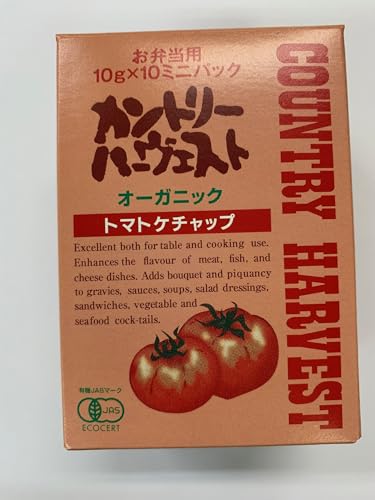 お弁当用
10g×10ミニパック
カントリー
ハーヴェスト
オーガニック
トマトケチャップ
Excellent both for table and cooking use.
Enhances the flavour of meat, fish, and
cheese dishes. Adds bouquet and piquancy
to gravies, sauces, soups, salad dressings,
sandwiches, vegetable and
seafood cock-tails.
有機JASマーク
JAS
ECOCERT
COUNTRY HARVEST